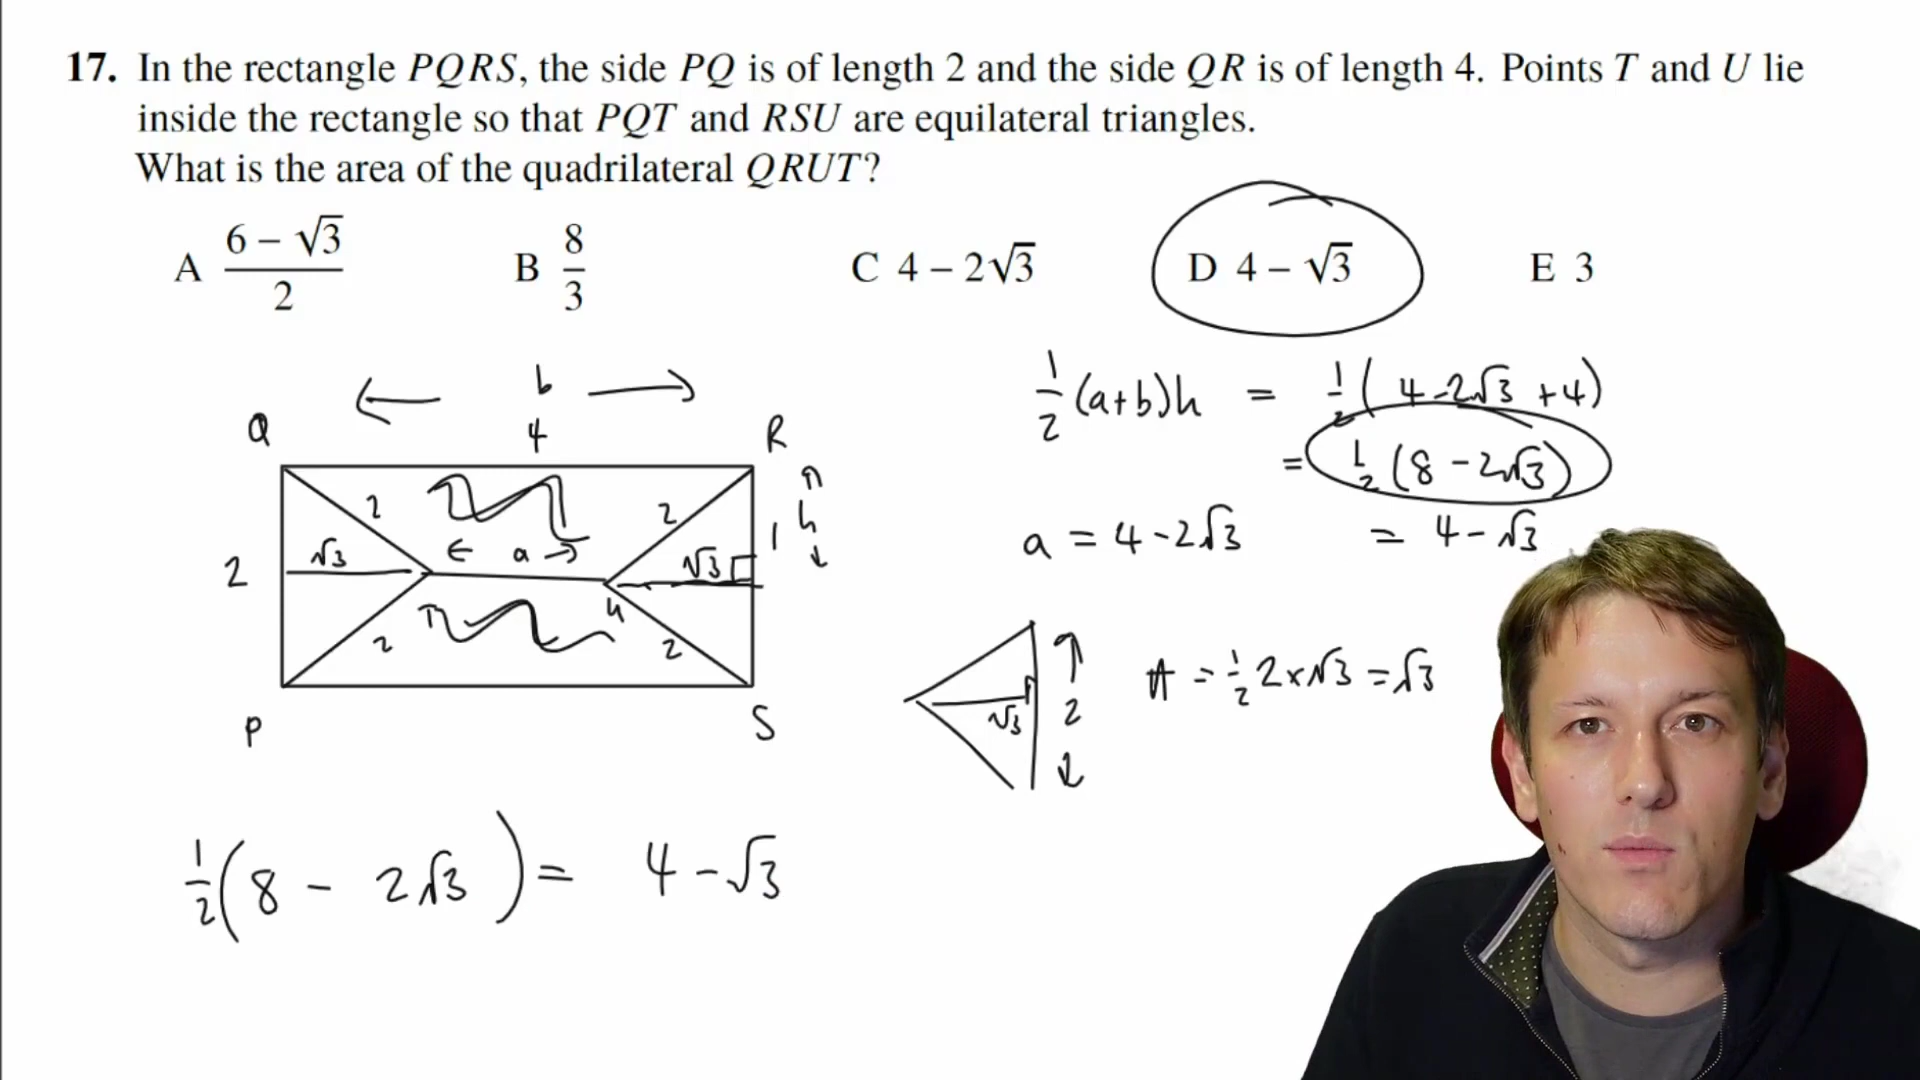 17. In the rectangle PQRS, the side PQ is of length 2 and the side QR is of length 4. Points T and U lie
inside the rectangle so that PQT and RSU are equilateral triangles.
What is the area of the quadrilateral QRUT?
A (6 – √3)/2 B 8/3 C 4 – 2√3 D 4 – √3 E 3
b
4
Q R
2 2
√3 a √3 1 h
2
T u
2 2
P S
½(a+b)h = ½(4-2√3 +4)
= ½(8-2√3)
a = 4-2√3 = 4-√3
√3 2
A = ½ 2×√3 = √3
½(8 - 2√3) = 4-√3